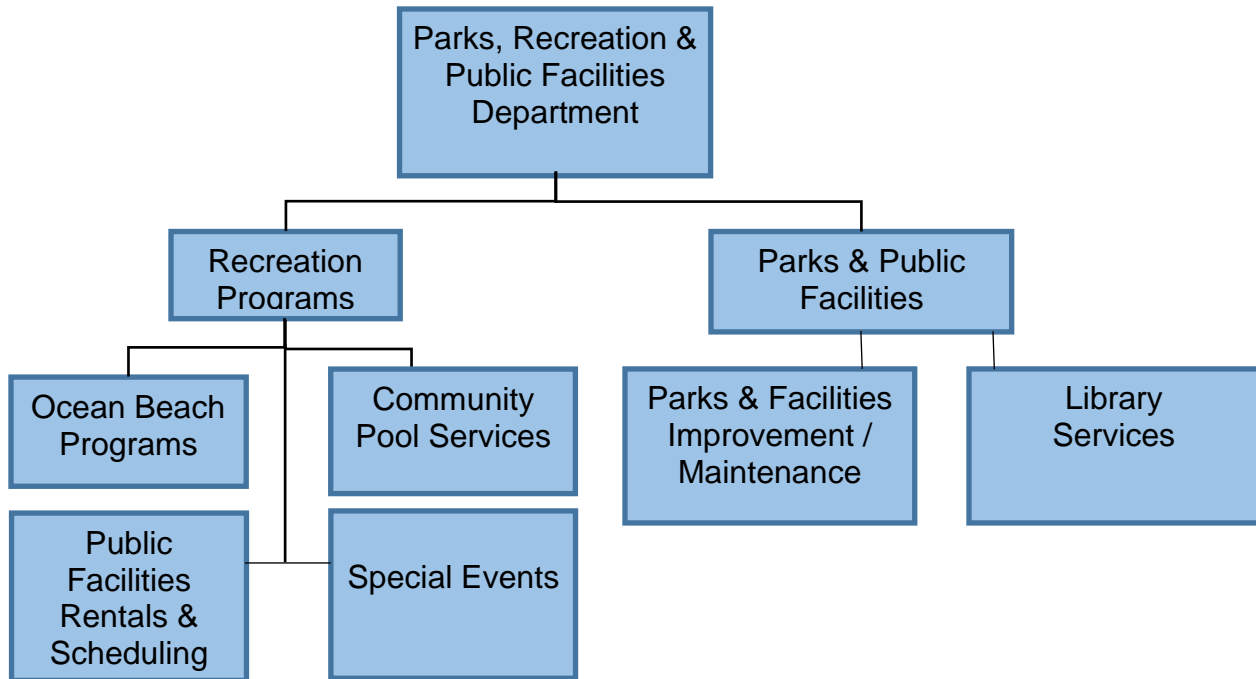 Parks, Recreation &
Public Facilities
Department
Recreation
Programs
Parks & Public
Facilities
Ocean Beach
Programs
Community
Pool Services
Parks & Facilities
Improvement /
Maintenance
Library
Services
Public
Facilities
Rentals &
Scheduling
Special Events